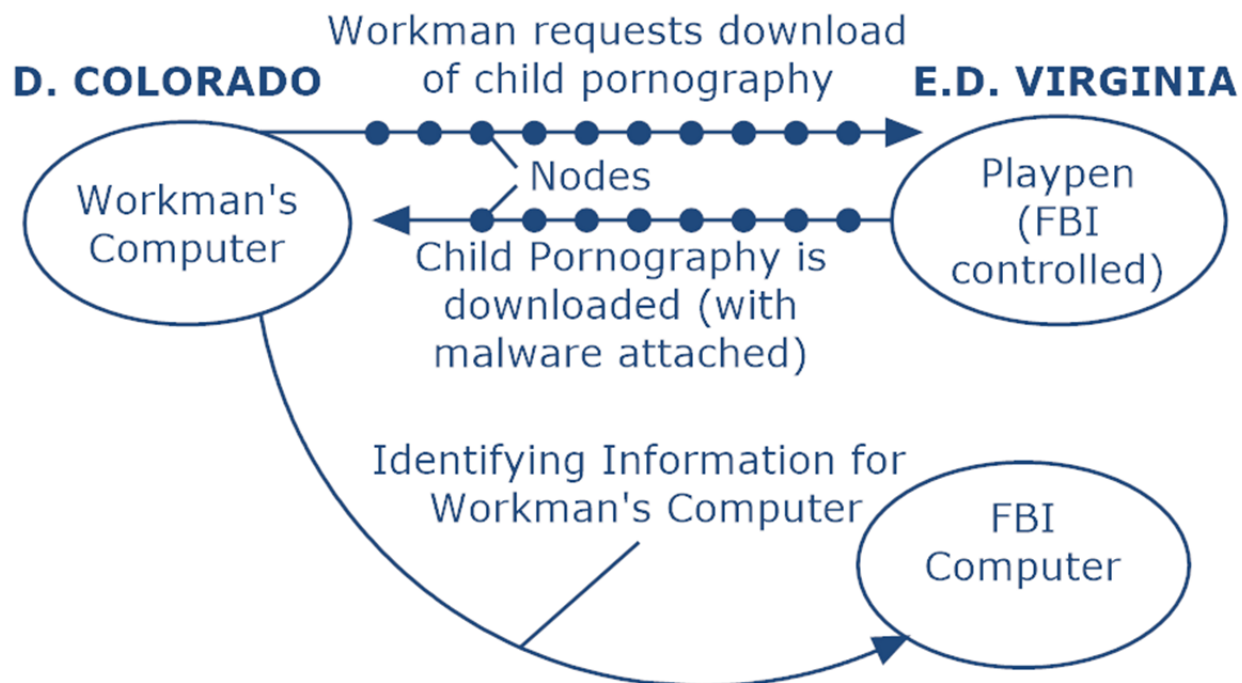 Workman requests download
of child pornography
D. COLORADO
E.D. VIRGINIA
Workman's
Computer
Nodes
Playpen
(FBI
controlled)
Child Pornography is
downloaded (with
malware attached)
Identifying Information for
Workman's Computer
FBI
Computer